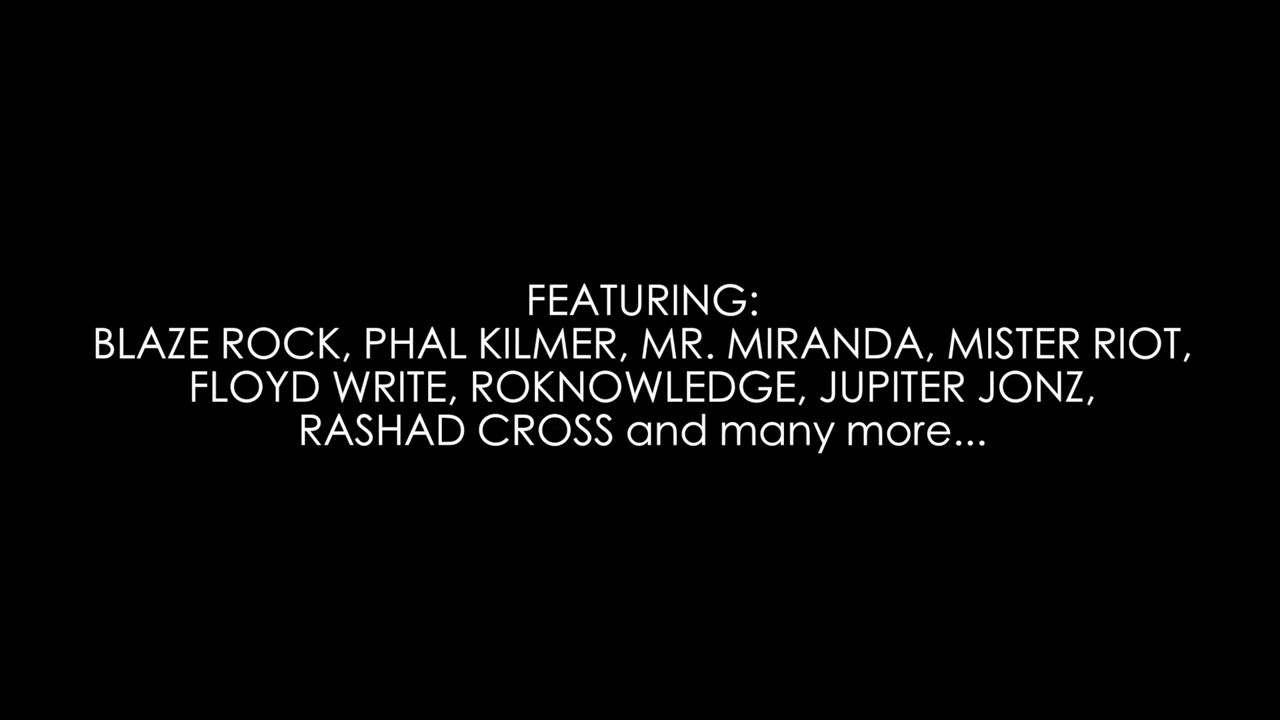 FEATURING:
BLAZE ROCK, PHAL KILMER, MR. MIRANDA, MISTER RIOT,
FLOYD WRITE, ROKNOWLEDGE, JUPITER JONZ,
RASHAD CROSS and many more...